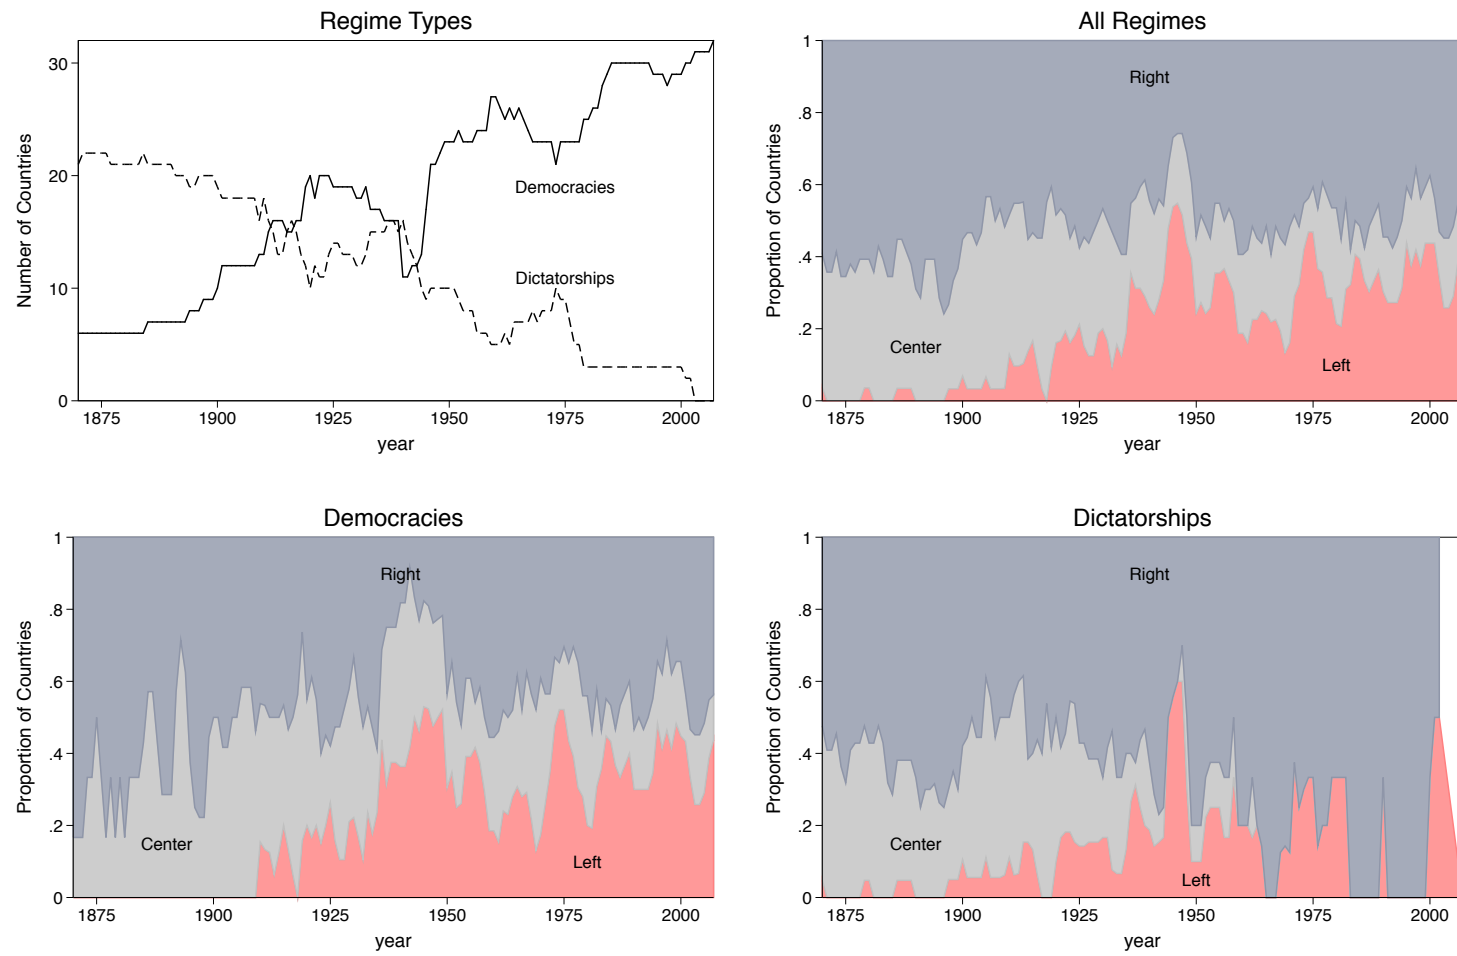 Regime Types
Number of Countries
30
20
10
0
Democracies
Dictatorships
1875 1900 1925 1950 1975 2000
year
All Regimes
Proportion of Countries
1
.8
.6
.4
.2
0
Right
Center
Left
1875 1900 1925 1950 1975 2000
year
Democracies
Proportion of Countries
1
.8
.6
.4
.2
0
Right
Center
Left
1875 1900 1925 1950 1975 2000
year
Dictatorships
Proportion of Countries
1
.8
.6
.4
.2
0
Right
Center
Left
1875 1900 1925 1950 1975 2000
year